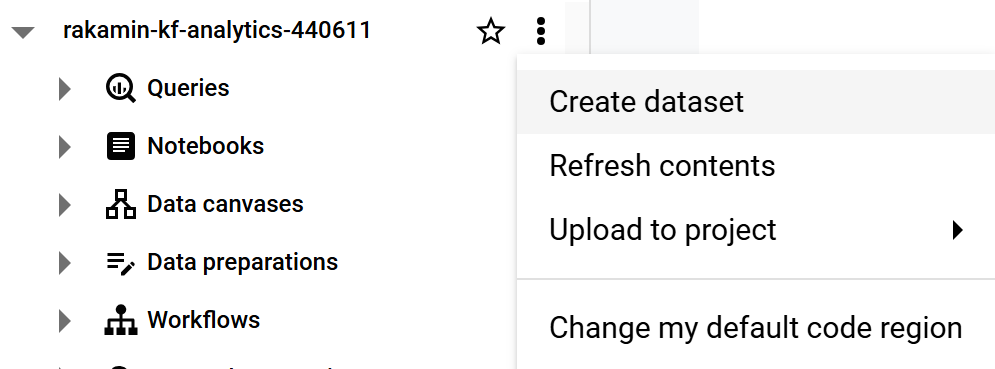 rakamin-kf-analytics-440611
Queries
Notebooks
Data canvases
Data preparations
Workflows
Create dataset
Refresh contents
Upload to project
Change my default code region